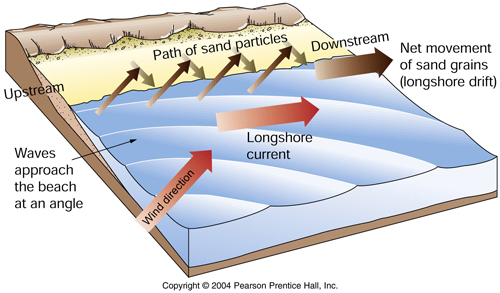 Path of sand particles
Downstream
Net movement
of sand grains
(longshore drift)
Upstream
Longshore
current
Waves
approach
the beach
at an angle
Wind direction
Copyright © 2004 Pearson Prentice Hall, Inc.